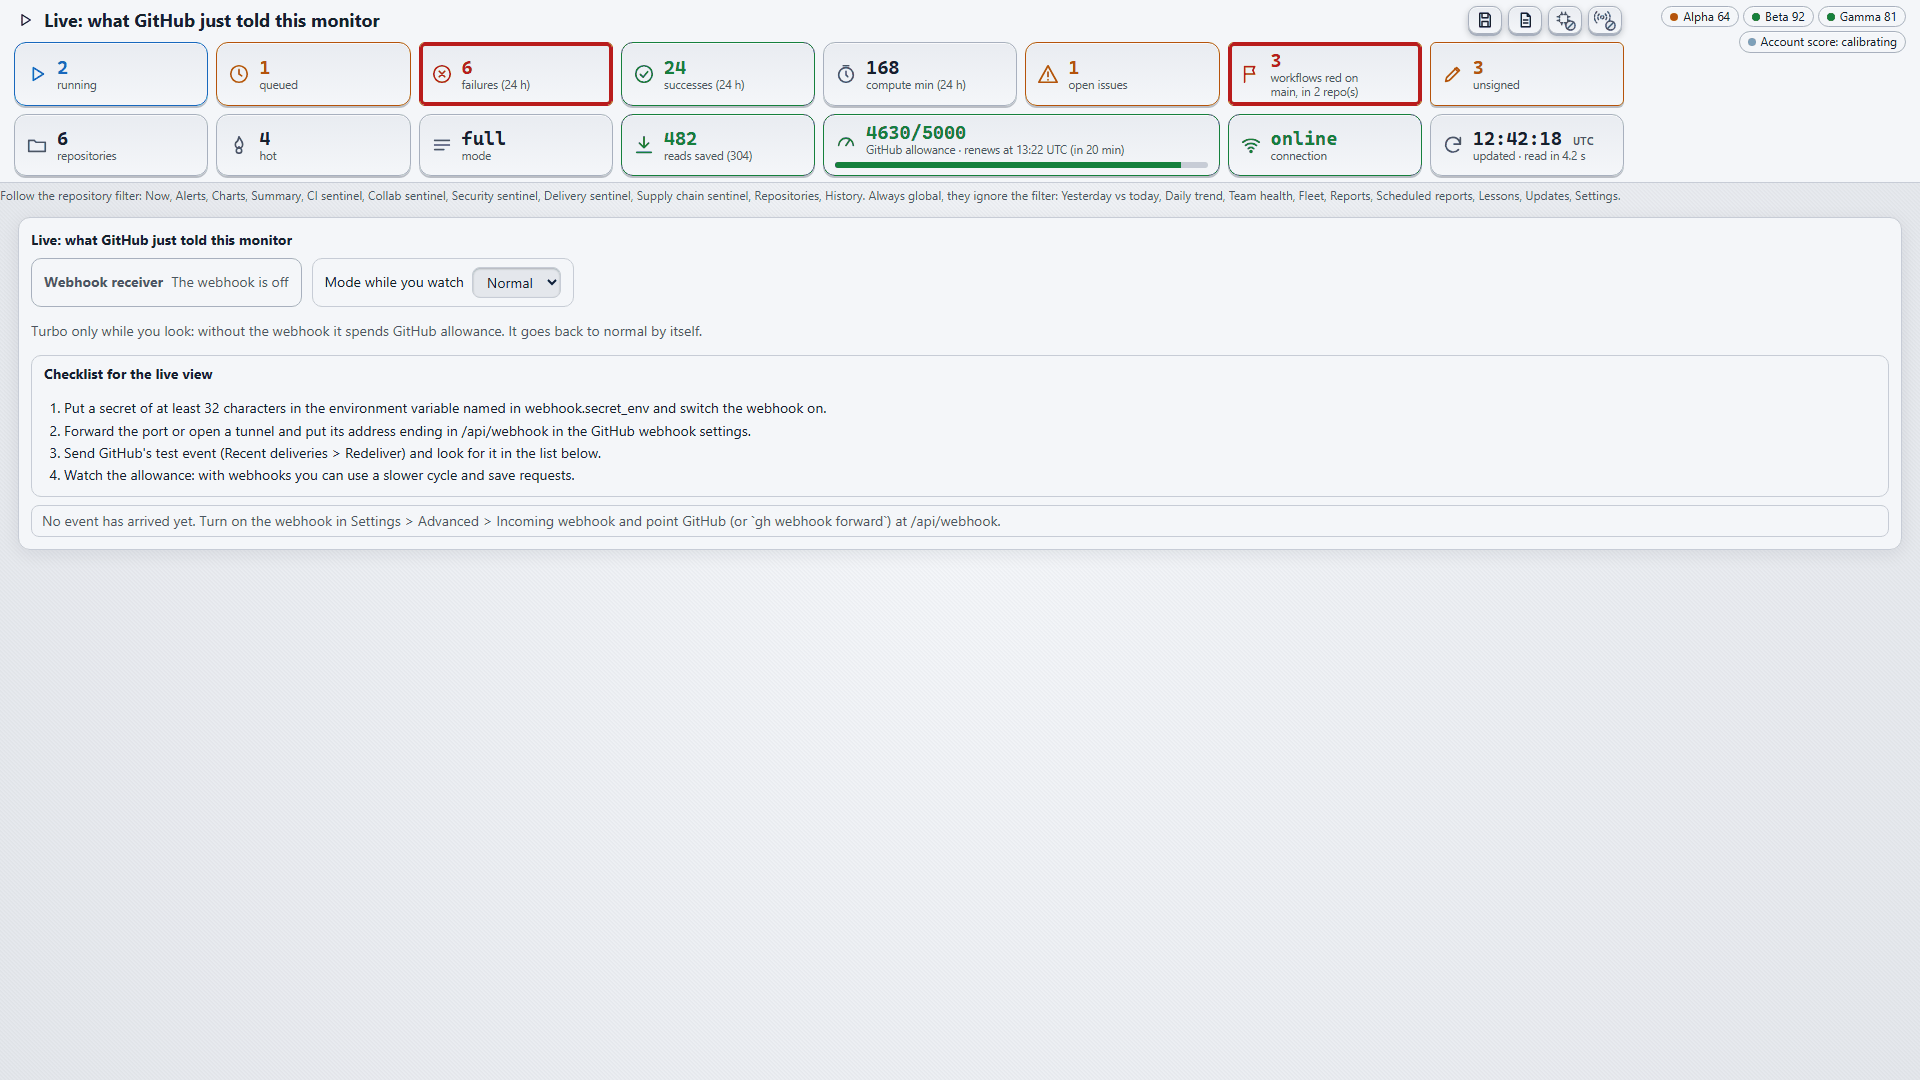 Live: what GitHub just told this monitor
Alpha 64
Beta 92
Gamma 81
Account score: calibrating
2
running
1
queued
6
failures (24 h)
24
successes (24 h)
168
compute min (24 h)
1
open issues
3
workflows red on
main, in 2 repo(s)
3
unsigned
6
repositories
4
hot
full
mode
482
reads saved (304)
4630/5000
GitHub allowance · renews at 13:22 UTC (in 20 min)
online
connection
12:42:18 UTC
updated · read in 4.2 s
Follow the repository filter: Now, Alerts, Charts, Summary, CI sentinel, Collab sentinel, Security sentinel, Delivery sentinel, Supply chain sentinel, Repositories, History. Always global, they ignore the filter: Yesterday vs today, Daily trend, Team health, Fleet, Reports, Scheduled reports, Lessons, Updates, Settings.
Live: what GitHub just told this monitor
Webhook receiver The webhook is off
Mode while you watch Normal
Turbo only while you look: without the webhook it spends GitHub allowance. It goes back to normal by itself.
Checklist for the live view
1. Put a secret of at least 32 characters in the environment variable named in webhook.secret_env and switch the webhook on.
2. Forward the port or open a tunnel and put its address ending in /api/webhook in the GitHub webhook settings.
3. Send GitHub's test event (Recent deliveries > Redeliver) and look for it in the list below.
4. Watch the allowance: with webhooks you can use a slower cycle and save requests.
No event has arrived yet. Turn on the webhook in Settings > Advanced > Incoming webhook and point GitHub (or `gh webhook forward`) at /api/webhook.